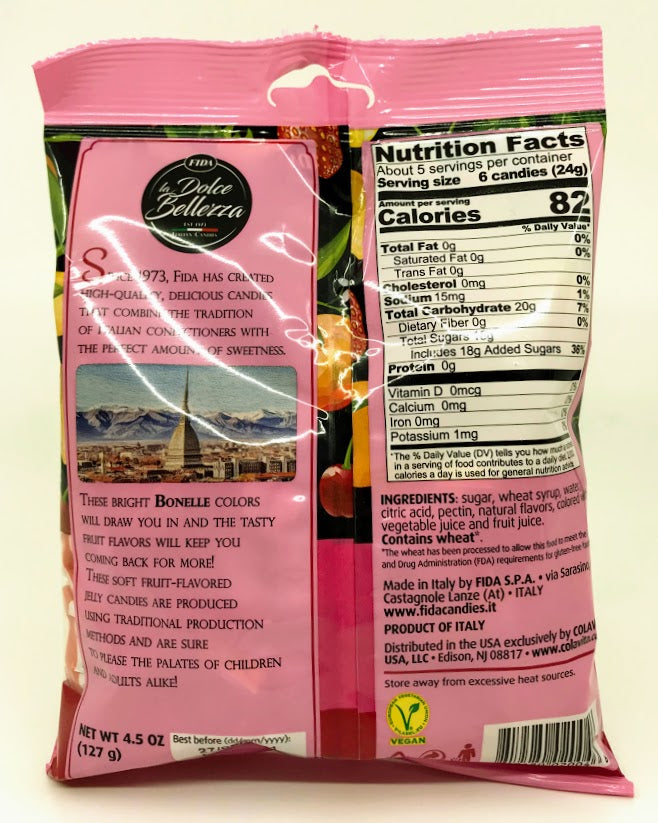 FIDA
la Dolce
Bellezza
EST 1973
ITALIAN CANDIES
SINCE 1973, FIDA HAS CREATED
HIGH-QUALITY, DELICIOUS CANDIES
THAT COMBINE THE TRADITION
OF ITALIAN CONFECTIONERS WITH
THE PERFECT AMOUNT OF SWEETNESS.
THESE BRIGHT BONELLE COLORS
WILL DRAW YOU IN AND THE TASTY
FRUIT FLAVORS WILL KEEP YOU
COMING BACK FOR MORE!
THESE SOFT FRUIT-FLAVORED
JELLY CANDIES ARE PRODUCED
USING TRADITIONAL PRODUCTION
METHODS AND ARE SURE
TO PLEASE THE PALATES OF CHILDREN
AND ADULTS ALIKE!
NET WT 4.5 OZ
(127 g)
Best before (dd/mm/yyyy):
Nutrition Facts
About 5 servings per container
Serving size 6 candies (24g)
Amount per serving
Calories 82
% Daily Value*
Total Fat 0g 0%
Saturated Fat 0g 0%
Trans Fat 0g
Cholesterol 0mg 0%
Sodium 15mg 1%
Total Carbohydrate 20g 7%
Dietary Fiber 0g 0%
Total Sugars
Includes 18g Added Sugars 36%
Protein 0g
Vitamin D 0mcg
Calcium 0mg
Iron 0mg
Potassium 1mg
*The % Daily Value (DV) tells you how much
in a serving of food contributes to a daily
calories a day is used for general nutrition
INGREDIENTS: sugar, wheat syrup, water,
citric acid, pectin, natural flavors, colored
vegetable juice and fruit juice.
Contains wheat*.
*The wheat has been processed to allow this food to meet the
and Drug Administration (FDA) requirements for gluten-free
Made in Italy by FIDA S.P.A. • via Sarasino,
Castagnole Lanze (At) • ITALY
www.fidacandies.it
PRODUCT OF ITALY
Distributed in the USA exclusively by
USA, LLC • Edison, NJ 08817 •
Store away from excessive heat sources.
VEGAN